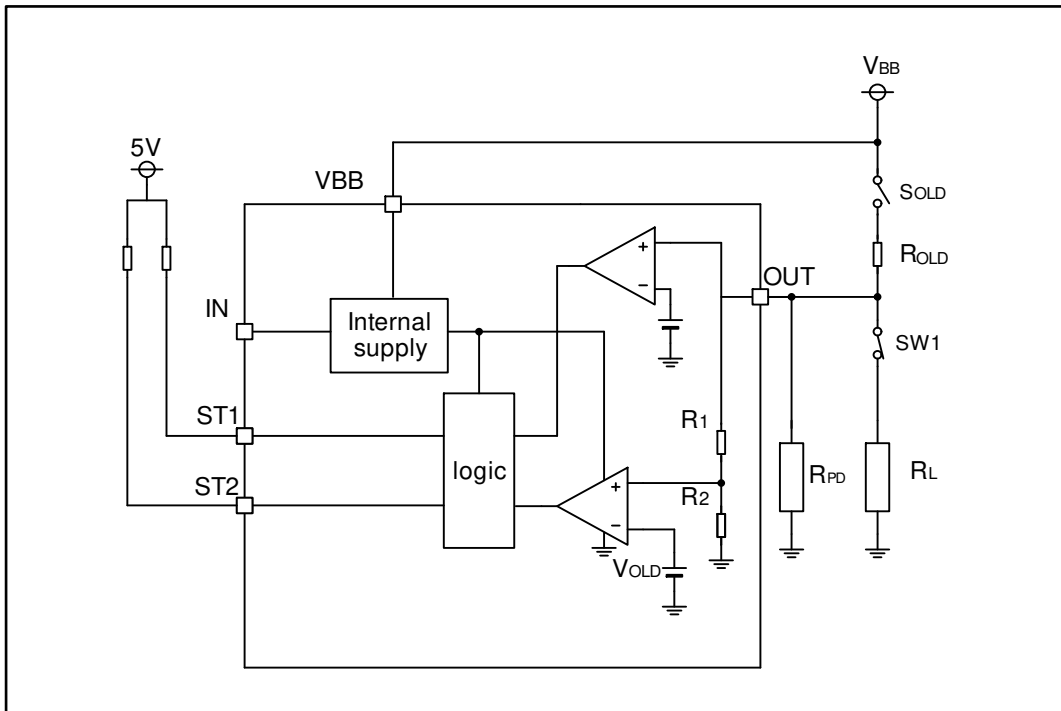 VBB
5V
VBB
SOLD
ROLD
OUT
IN
Internal
supply
+
−
SW1
ST1
R1
logic
RPD
RL
ST2
+
R2
−
VOLD